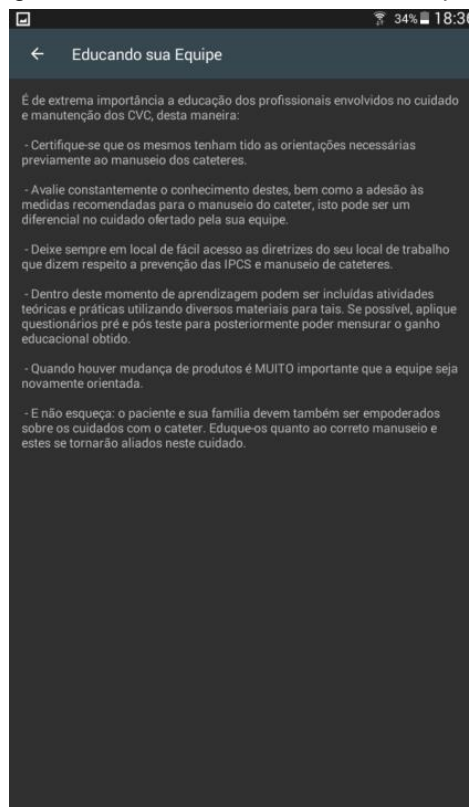 34% 18:36
Educando sua Equipe
É de extrema importância a educação dos profissionais envolvidos no cuidado
e manutenção dos CVC, desta maneira:
- Certifique-se que os mesmos tenham tido as orientações necessárias
previamente ao manuseio dos cateteres.
- Avalie constantemente o conhecimento destes, bem como a adesão às
medidas recomendadas para o manuseio do cateter, isto pode ser um
diferencial no cuidado ofertado pela sua equipe.
- Deixe sempre em local de fácil acesso as diretrizes do seu local de trabalho
que dizem respeito a prevenção das IPCS e manuseio de cateteres.
- Dentro deste momento de aprendizagem podem ser incluídas atividades
teóricas e práticas utilizando diversos materiais para tais. Se possível, aplique
questionários pré e pós teste para posteriormente poder mensurar o ganho
educacional obtido.
- Quando houver mudança de produtos é MUITO importante que a equipe seja
novamente orientada.
- E não esqueça: o paciente e sua família devem também ser empoderados
sobre os cuidados com o cateter. Eduque-os quanto ao correto manuseio e
estes se tornarão aliados neste cuidado.